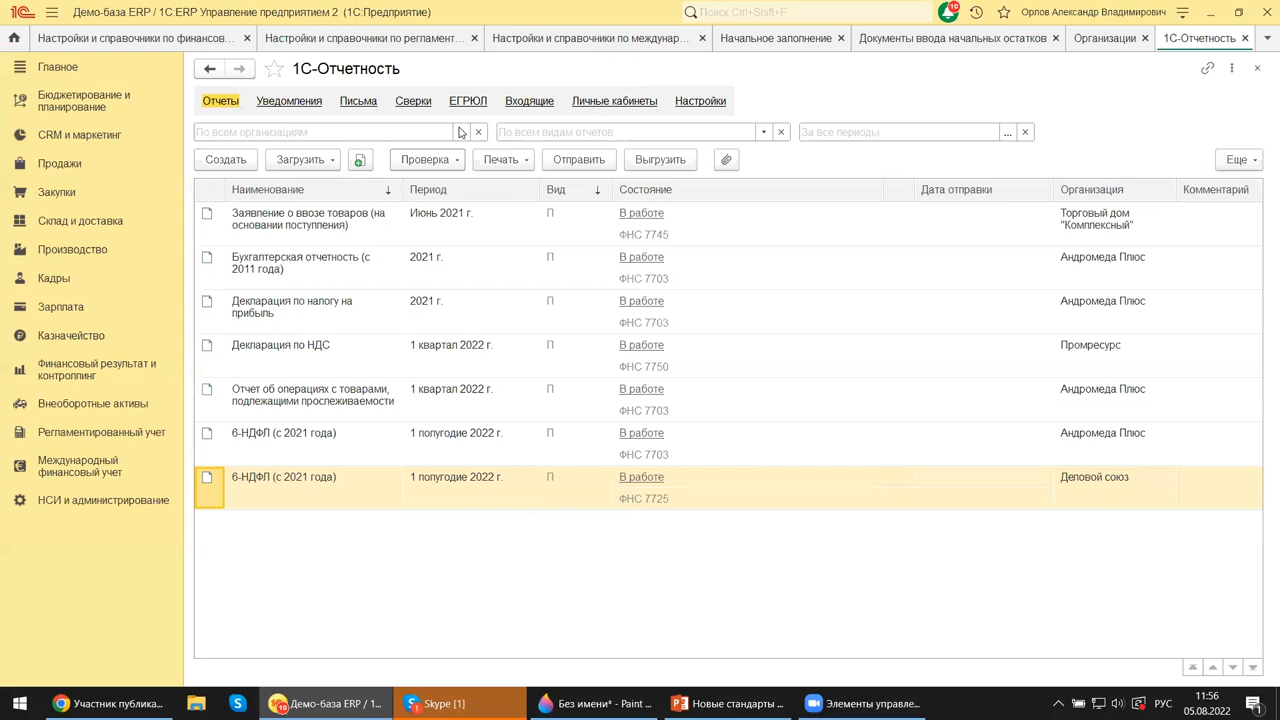 Демо-база ERP / 1С ERP Управление предприятием 2 (1С:Предприятие)
Поиск Ctrl+Shift+F
10
Орлов Александр Владимирович
Настройки и справочники по финансов...
Настройки и справочники по регламент...
Настройки и справочники по междунар...
Начальное заполнение
Документы ввода начальных остатков
Организации
1С-Отчетность
Главное
Бюджетирование и
планирование
CRM и маркетинг
Продажи
Закупки
Склад и доставка
Производство
Кадры
Зарплата
Казначейство
Финансовый результат и
контроллинг
Внеоборотные активы
Регламентированный учет
Международный
финансовый учет
НСИ и администрирование
1С-Отчетность
Отчеты Уведомления Письма Сверки ЕГРЮЛ Входящие Личные кабинеты Настройки
По всем организациям
По всем видам отчетов
За все периоды
...
Создать Загрузить Проверка Печать Отправить Выгрузить Еще
Наименование Период Вид Состояние Дата отправки Организация Комментарий
Заявление о ввозе товаров (на
основании поступления)
Июнь 2021 г.
П
В работе
ФНС 7745
Торговый дом
"Комплексный"
Бухгалтерская отчетность (с
2011 года)
2021 г.
П
В работе
ФНС 7703
Андромеда Плюс
Декларация по налогу на
прибыль
2021 г.
П
В работе
ФНС 7703
Андромеда Плюс
Декларация по НДС
1 квартал 2022 г.
П
В работе
ФНС 7750
Промресурс
Отчет об операциях с товарами,
подлежащими прослеживаемости
1 квартал 2022 г.
П
В работе
ФНС 7703
Андромеда Плюс
6-НДФЛ (с 2021 года)
1 полугодие 2022 г.
П
В работе
ФНС 7703
Андромеда Плюс
6-НДФЛ (с 2021 года)
1 полугодие 2022 г.
П
В работе
ФНС 7725
Деловой союз
Участник публика...
Демо-база ERP / 1...
Skype [1]
Без имени* - Paint ...
Новые стандарты ...
Элементы управле...
РУС
11:56
05.08.2022